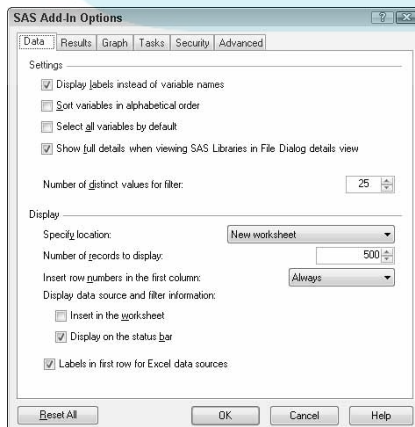 SAS Add-In Options
Data Results Graph Tasks Security Advanced
Settings
Display labels instead of variable names
Sort variables in alphabetical order
Select all variables by default
Show full details when viewing SAS Libraries in File Dialog details view
Number of distinct values for filter: 25
Display
Specify location: New worksheet
Number of records to display: 500
Insert row numbers in the first column: Always
Display data source and filter information:
Insert in the worksheet
Display on the status bar
Labels in first row for Excel data sources
Reset All OK Cancel Help